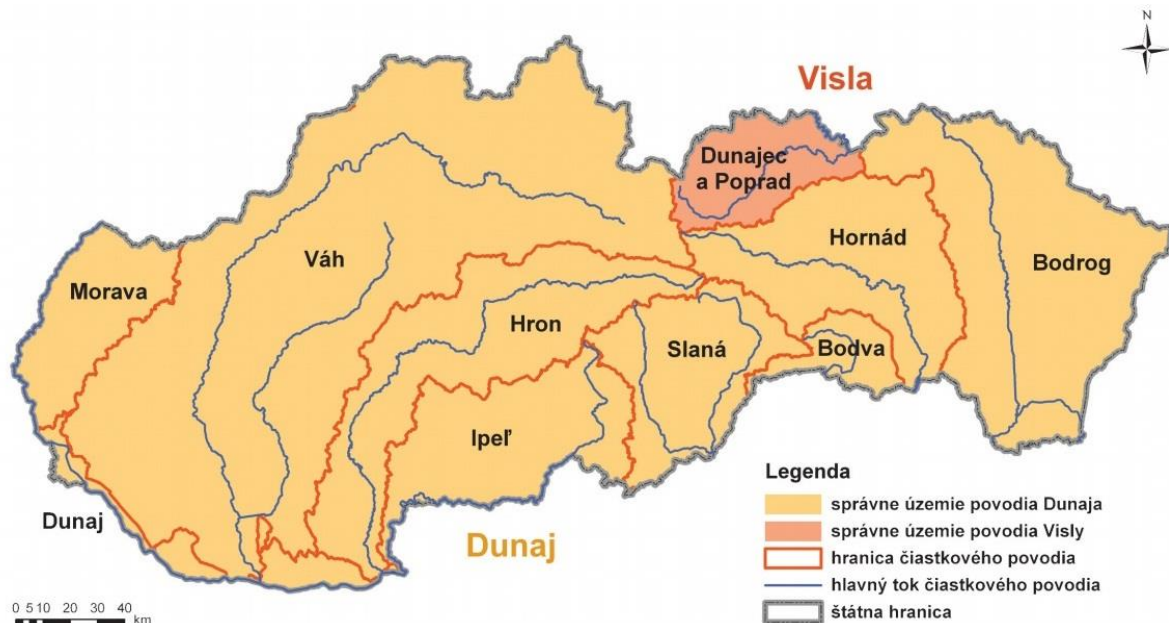 N
Visla
Dunajec
a Poprad
Hornád
Váh
Bodrog
Morava
Hron
Slaná
Bodva
Ipeľ
Dunaj
Dunaj
Legenda
správne územie povodia Dunaja
správne územie povodia Visly
hranica čiastkového povodia
hlavný tok čiastkového povodia
štátna hranica
0 5 10 20 30 40
km